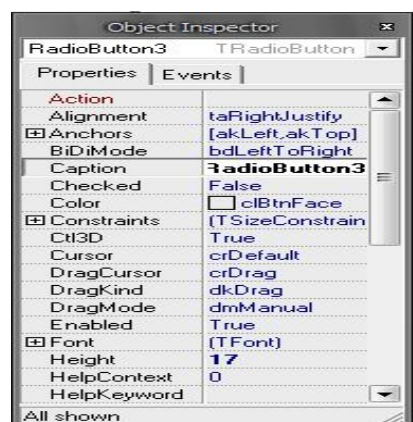 Object Inspector
RadioButton3 TRadioButton
Properties Events
Action
Alignment taRightJustify
Anchors [akLeft,akTop]
BiDiMode bdLeftToRight
Caption RadioButton3
Checked False
Color clBtnFace
Constraints (TSizeConstrain
Ctl3D True
Cursor crDefault
DragCursor crDrag
DragKind dkDrag
DragMode dmManual
Enabled True
Font (TFont)
Height 17
HelpContext 0
HelpKeyword
All shown